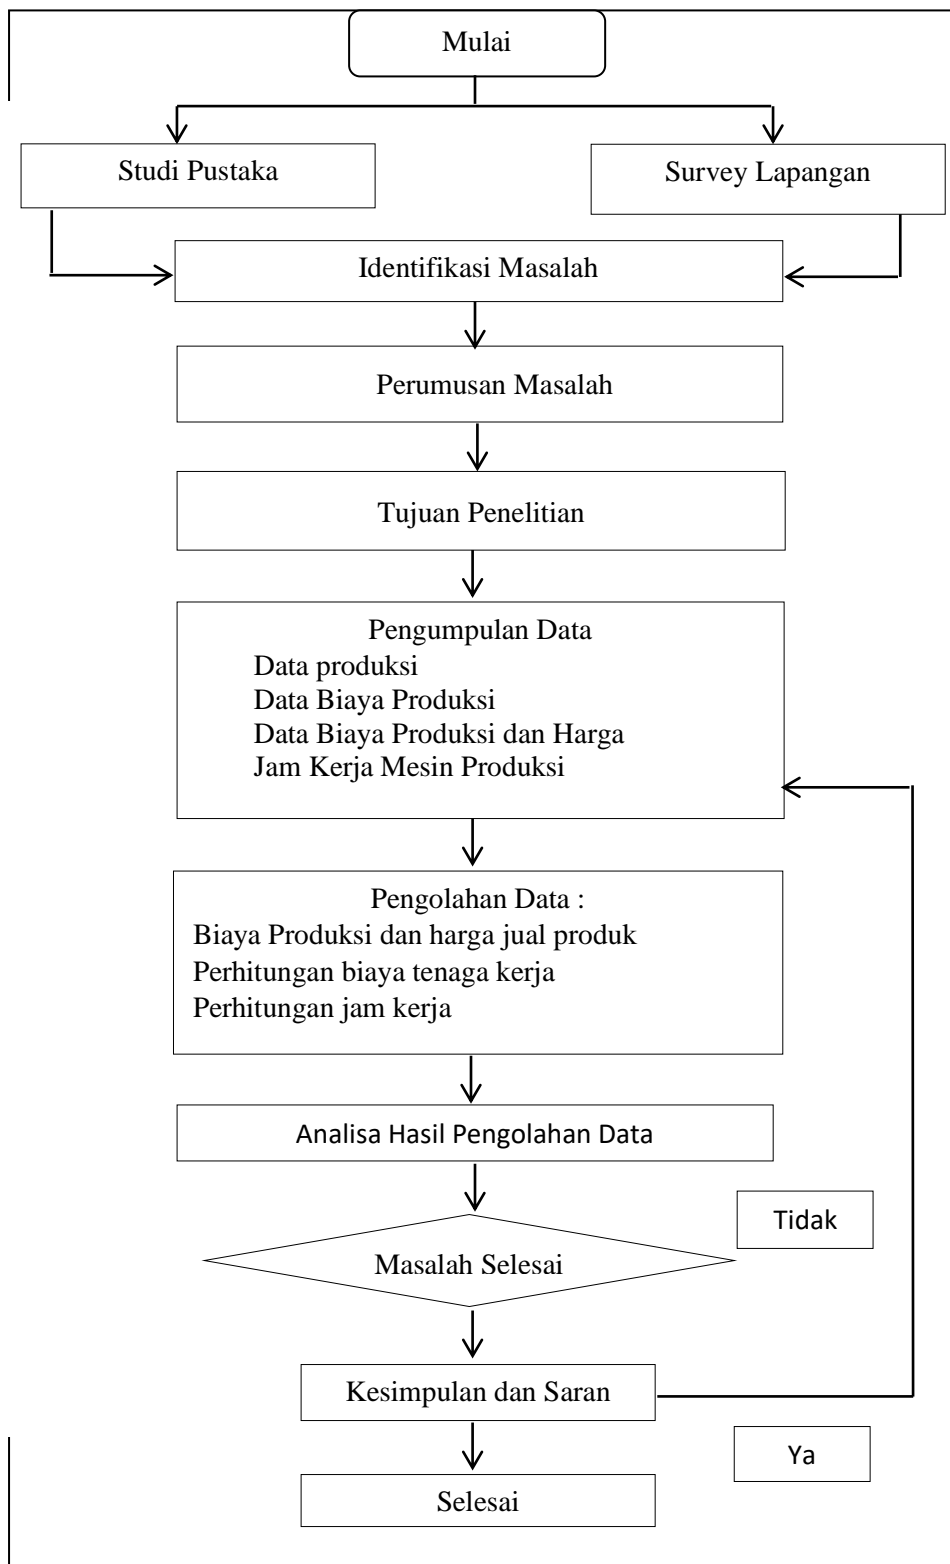 Mulai
Studi Pustaka
Survey Lapangan
Identifikasi Masalah
Perumusan Masalah
Tujuan Penelitian
Pengumpulan Data
Data produksi
Data Biaya Produksi
Data Biaya Produksi dan Harga
Jam Kerja Mesin Produksi
Pengolahan Data :
Biaya Produksi dan harga jual produk
Perhitungan biaya tenaga kerja
Perhitungan jam kerja
Analisa Hasil Pengolahan Data
Tidak
Masalah Selesai
Kesimpulan dan Saran
Ya
Selesai